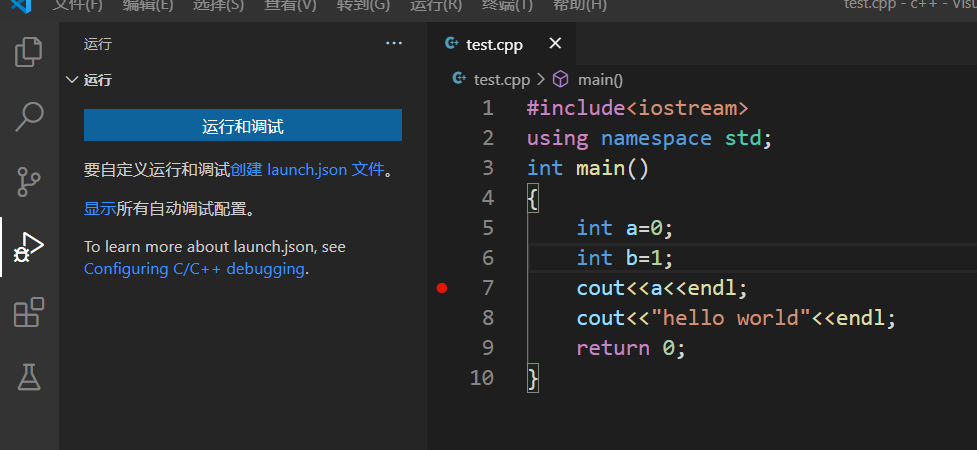 文件(F) 编辑(E) 选择(S) 查看(V) 转到(G) 运行(R) 终端(T) 帮助(H) test.cpp - c++ - Visu
运行 ···
运行
运行和调试
要自定义运行和调试创建 launch.json 文件。
显示所有自动调试配置。
To learn more about launch.json, see
Configuring C/C++ debugging.
test.cpp
test.cpp > main()
1 #include<iostream>
2 using namespace std;
3 int main()
4 {
5 int a=0;
6 int b=1;
7 cout<<a<<endl;
8 cout<<"hello world"<<endl;
9 return 0;
10 }